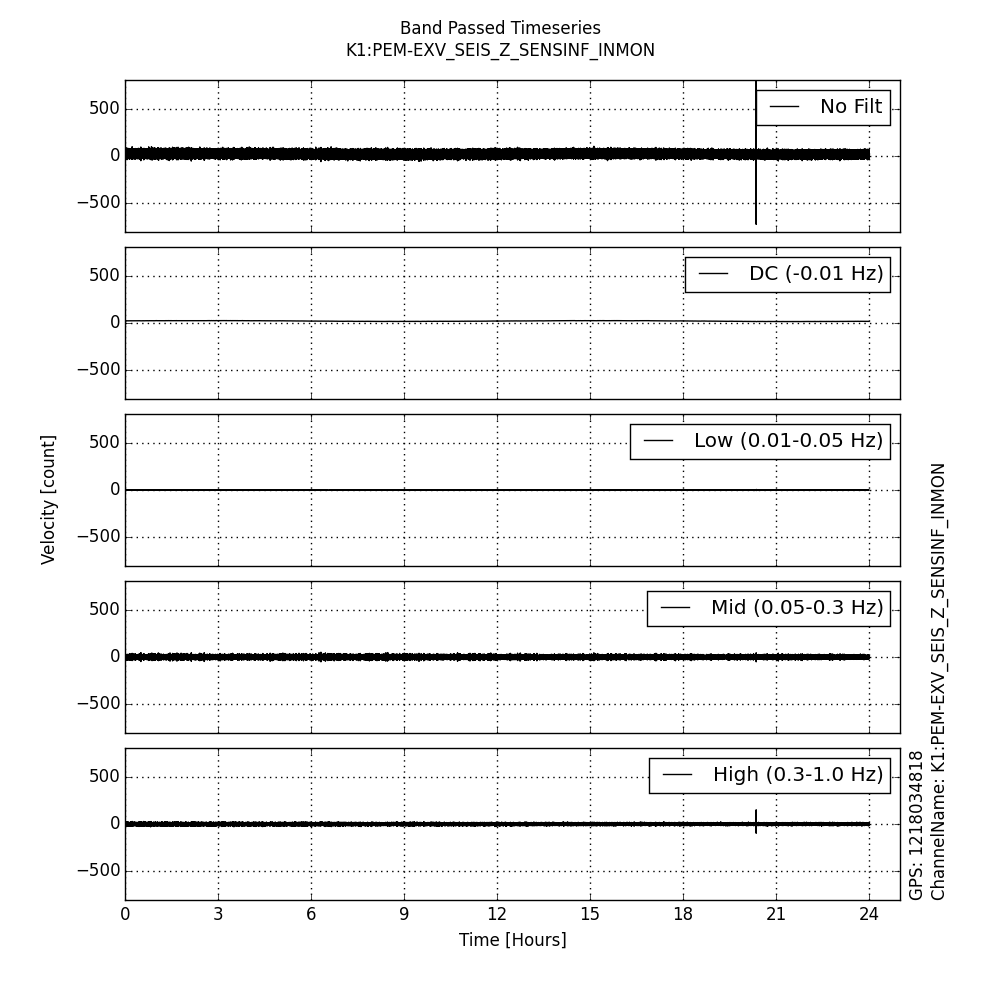 Band Passed Timeseries
K1:PEM-EXV_SEIS_Z_SENSINF_INMON
500
0
−500
No Filt
500
0
−500
DC (-0.01 Hz)
500
0
−500
Low (0.01-0.05 Hz)
500
0
−500
Mid (0.05-0.3 Hz)
500
0
−500
High (0.3-1.0 Hz)
0 3 6 9 12 15 18 21 24
Time [Hours]
Velocity [count]
GPS: 1218034818
ChannelName: K1:PEM-EXV_SEIS_Z_SENSINF_INMON